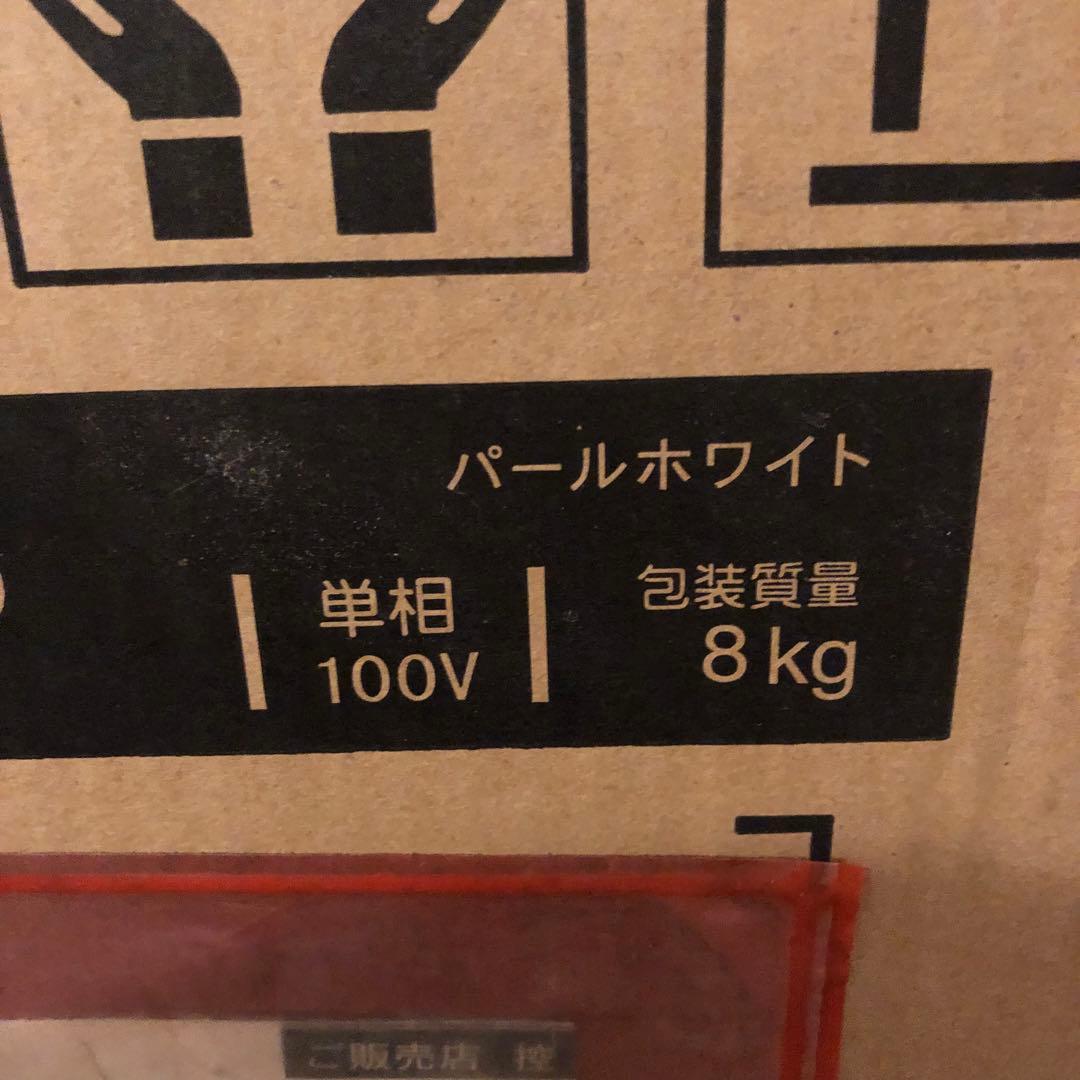 パールホワイト
単相
100V
包装質量
8kg
ご販売店 控